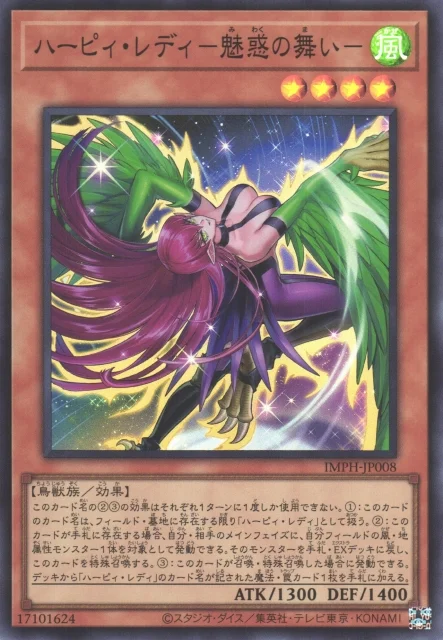 ハーピィ・レディ－魅惑の舞い－
風
IMPH-JP008
【鳥獣族／効果】
このカード名の②③の効果はそれぞれ１ターンに１度しか使用できない。①：このカード
のカード名は、フィールド・墓地に存在する限り「ハーピィ・レディ」として扱う。②：この
カードが手札に存在する場合、自分・相手のメインフェイズに、自分フィールドの風・地
属性モンスター１体を対象として発動できる。そのモンスターを手札・EXデッキに戻し、
このカードを特殊召喚する。③：このカードが召喚・特殊召喚した場合に発動できる。
デッキから「ハーピィ・レディ」のカード名が記された魔法・罠カード１枚を手札に加える。
ATK/1300 DEF/1400
17101624 ©スタジオ・ダイス／集英社・テレビ東京・KONAMI